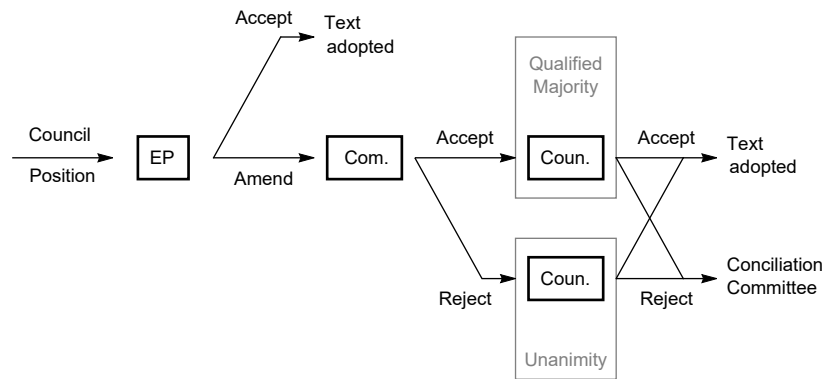 Accept
Text
adopted
Council
Position
EP
Amend
Com.
Accept
Reject
Qualified
Majority
Coun.
Coun.
Unanimity
Accept
Reject
Text
adopted
Conciliation
Committee